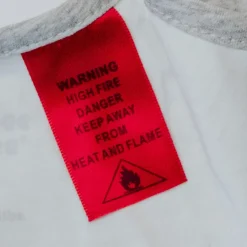 WARNING
HIGH FIRE
DANGER
KEEP AWAY
FROM
HEAT AND FLAME